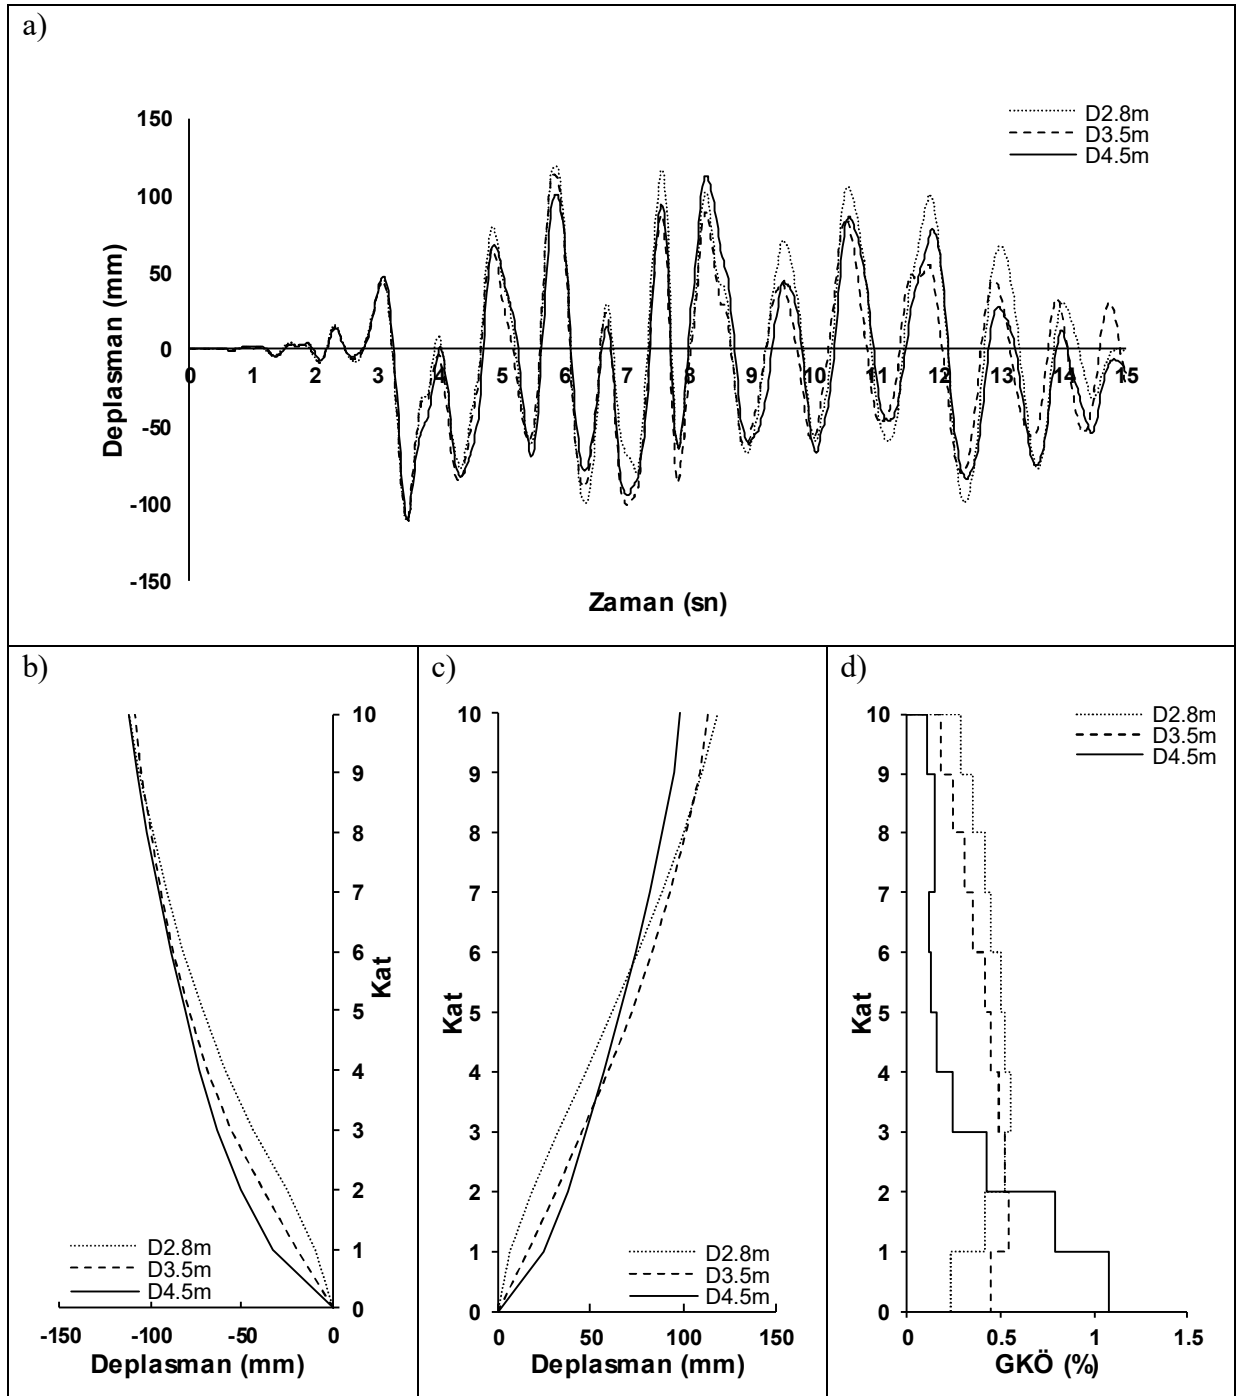 a)
150
100
50
0
-50
-100
-150
Deplasman (mm)
0 1 2 3 4 5 6 7 8 9 10 11 12 13 14 15
Zaman (sn)
D2.8m
D3.5m
D4.5m
b)
10
9
8
7
6
5
4
3
2
1
0
Kat
D2.8m
D3.5m
D4.5m
-150 -100 -50 0
Deplasman (mm)
c)
10
9
8
7
6
5
4
3
2
1
0
Kat
D2.8m
D3.5m
D4.5m
0 50 100 150
Deplasman (mm)
d)
D2.8m
D3.5m
D4.5m
10
9
8
7
6
5
4
3
2
1
0
Kat
0 0.5 1 1.5
GKÖ (%)